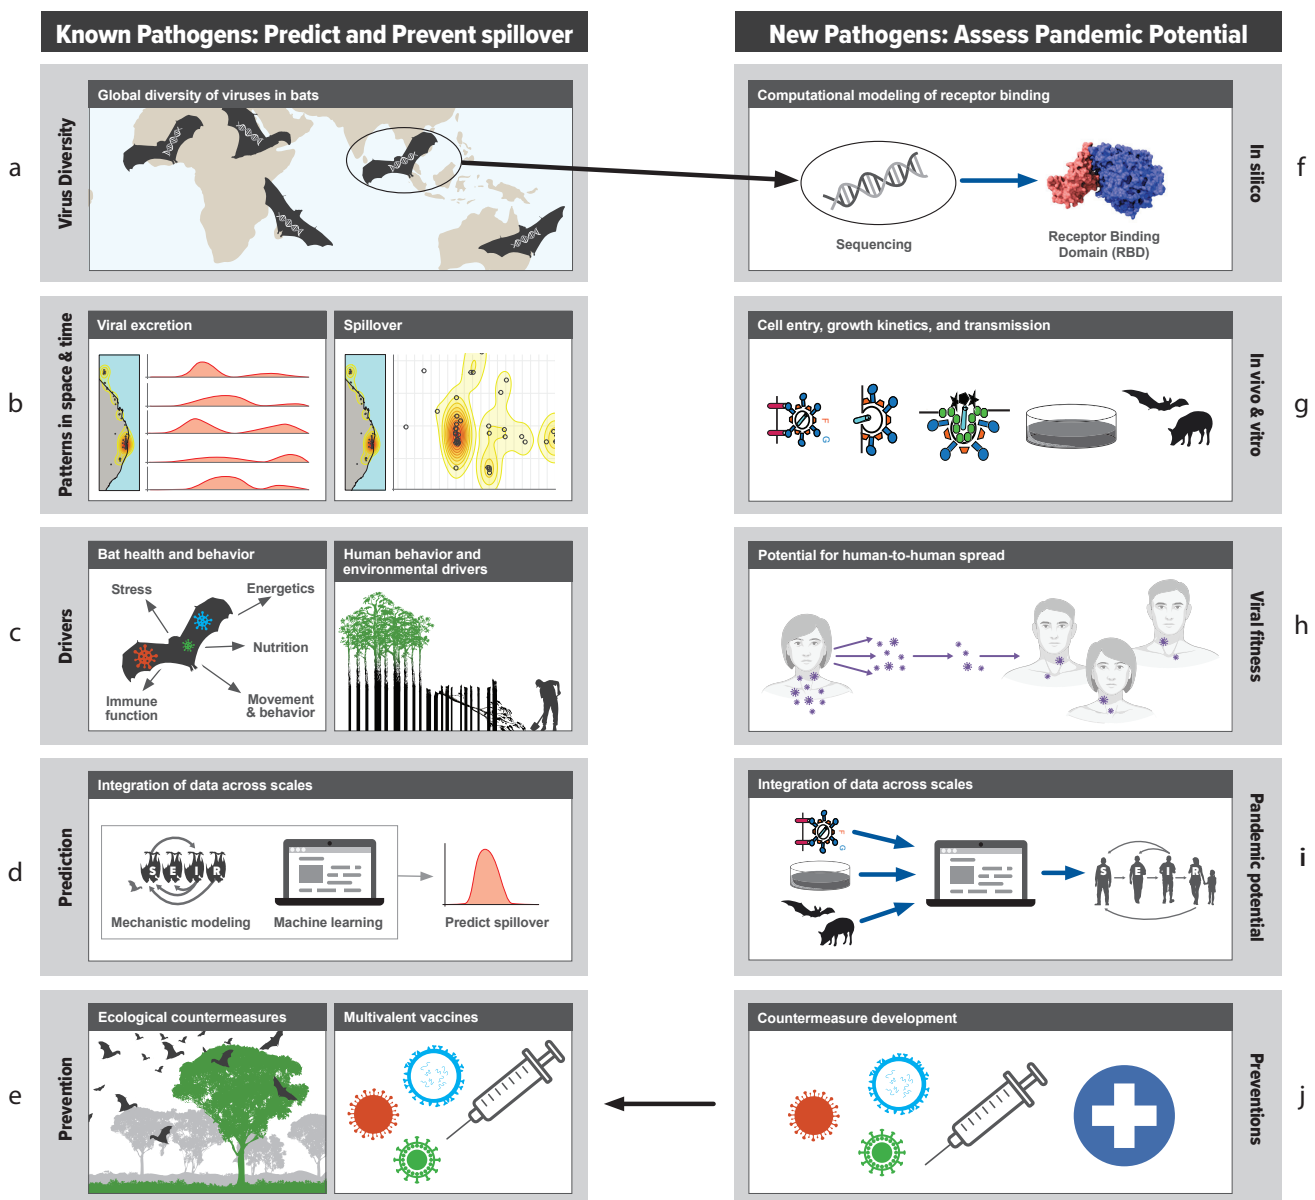 Known Pathogens: Predict and Prevent spillover
a
Virus Diversity
Global diversity of viruses in bats
b
Patterns in space & time
Viral excretion
Spillover
c
Drivers
Bat health and behavior
Stress
Energetics
Nutrition
Immune
function
Movement
& behavior
Human behavior and
environmental drivers
d
Prediction
Integration of data across scales
S E I R
Mechanistic modeling
Machine learning
Predict spillover
e
Prevention
Ecological countermeasures
Multivalent vaccines
New Pathogens: Assess Pandemic Potential
Computational modeling of receptor binding
Sequencing
Receptor Binding
Domain (RBD)
In silico
f
Cell entry, growth kinetics, and transmission
F
G
In vivo & vitro
g
Potential for human-to-human spread
Viral fitness
h
Integration of data across scales
F
G
S E I R
Pandemic potential
i
Countermeasure development
Preventions
j